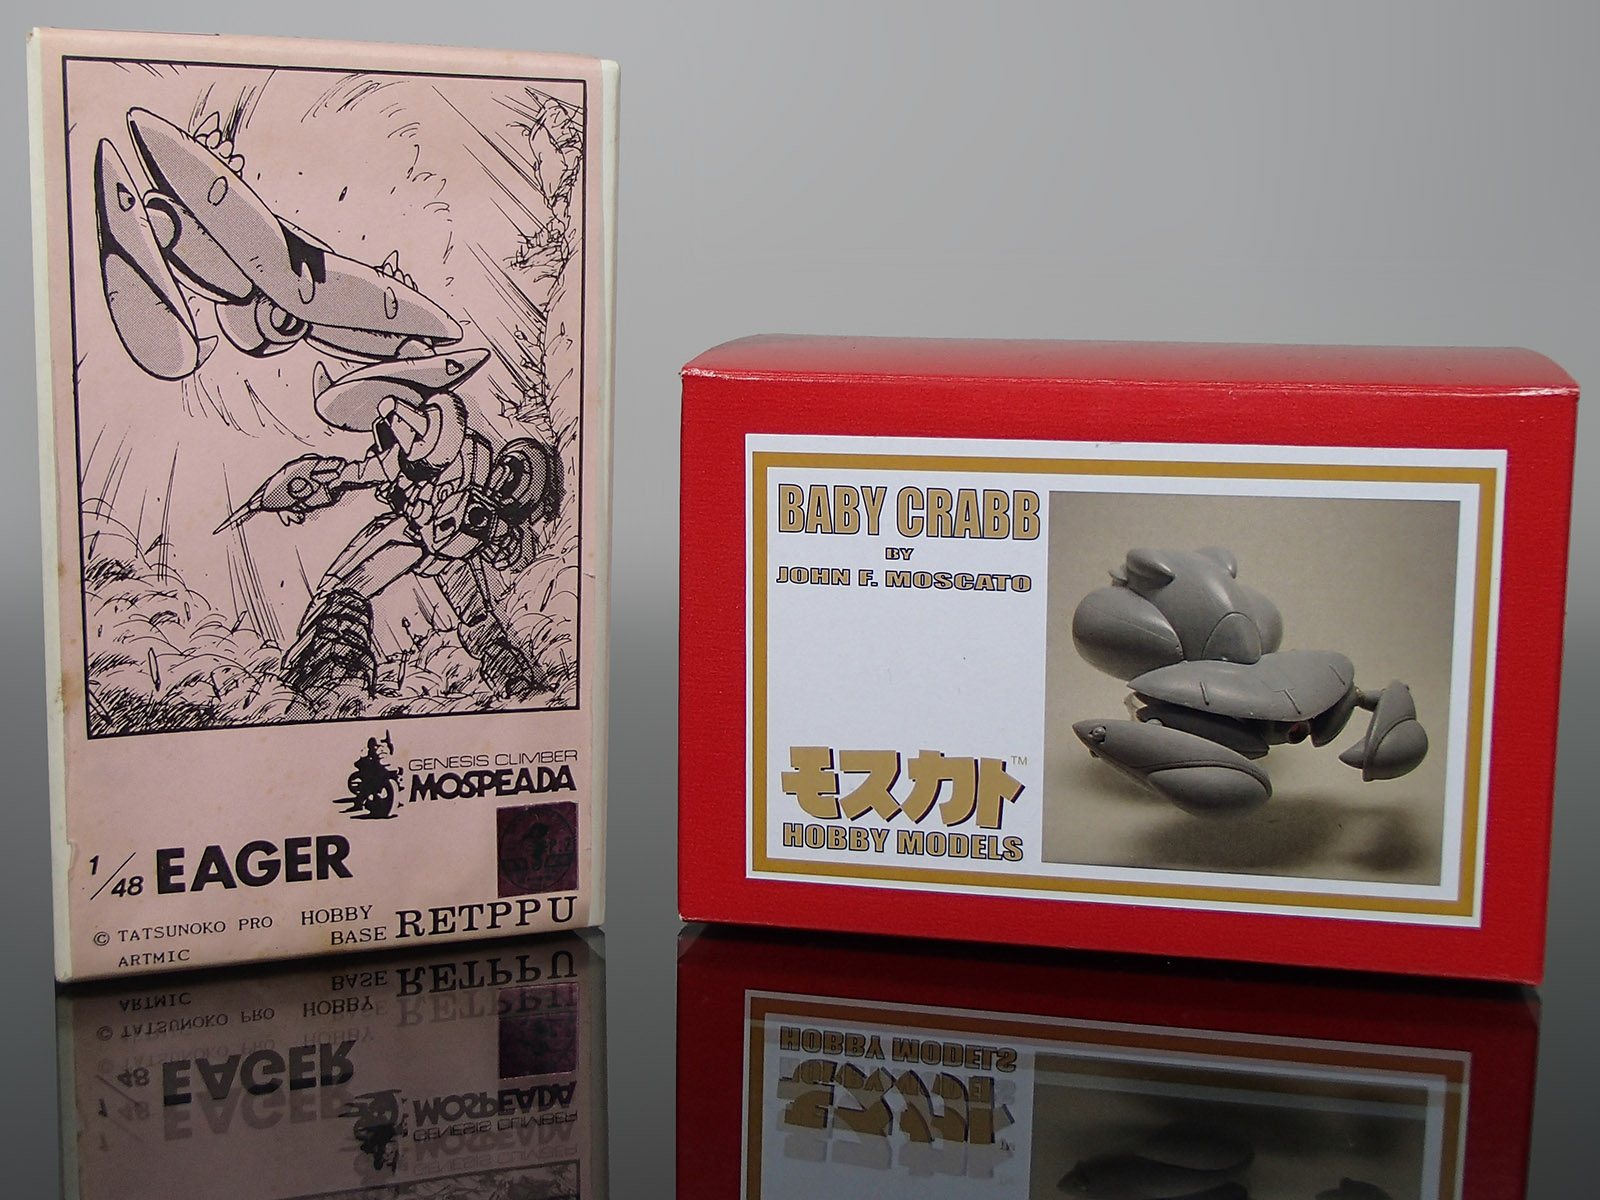 GENESIS CLIMBER
MOSPEADA
1/48 EAGER
© TATSUNOKO PRO
ARTMIC
HOBBY
BASE RETPPU
BABY CRABB
BY
JOHN F. MOSCATO
モスカト™
HOBBY MODELS